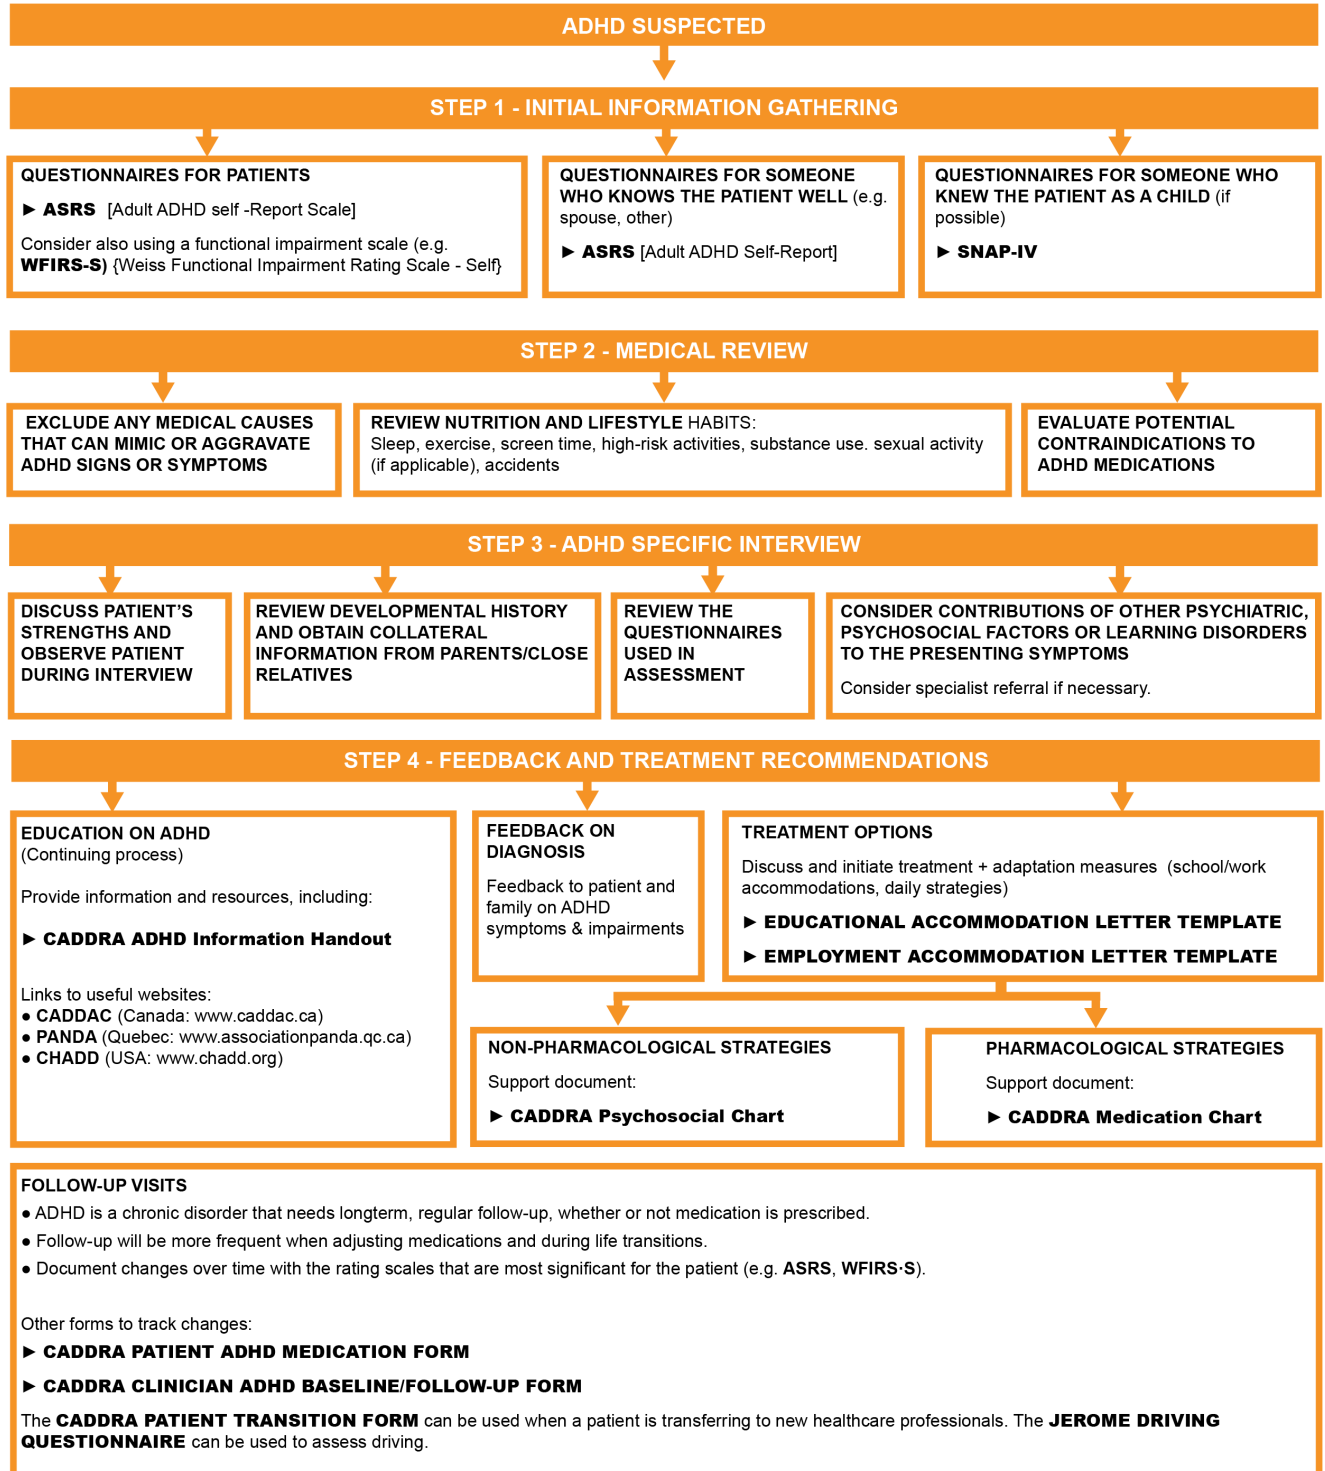 ADHD SUSPECTED
STEP 1 - INITIAL INFORMATION GATHERING
QUESTIONNAIRES FOR PATIENTS
► ASRS [Adult ADHD self -Report Scale]
Consider also using a functional impairment scale (e.g.
WFIRS-S) {Weiss Functional Impairment Rating Scale - Self}
QUESTIONNAIRES FOR SOMEONE
WHO KNOWS THE PATIENT WELL (e.g.
spouse, other)
► ASRS [Adult ADHD Self-Report]
QUESTIONNAIRES FOR SOMEONE WHO
KNEW THE PATIENT AS A CHILD (if
possible)
► SNAP-IV
STEP 2 - MEDICAL REVIEW
EXCLUDE ANY MEDICAL CAUSES
THAT CAN MIMIC OR AGGRAVATE
ADHD SIGNS OR SYMPTOMS
REVIEW NUTRITION AND LIFESTYLE HABITS:
Sleep, exercise, screen time, high-risk activities, substance use. sexual activity
(if applicable), accidents
EVALUATE POTENTIAL
CONTRAINDICATIONS TO
ADHD MEDICATIONS
STEP 3 - ADHD SPECIFIC INTERVIEW
DISCUSS PATIENT'S
STRENGTHS AND
OBSERVE PATIENT
DURING INTERVIEW
REVIEW DEVELOPMENTAL HISTORY
AND OBTAIN COLLATERAL
INFORMATION FROM PARENTS/CLOSE
RELATIVES
REVIEW THE
QUESTIONNAIRES
USED IN
ASSESSMENT
CONSIDER CONTRIBUTIONS OF OTHER PSYCHIATRIC,
PSYCHOSOCIAL FACTORS OR LEARNING DISORDERS
TO THE PRESENTING SYMPTOMS
Consider specialist referral if necessary.
STEP 4 - FEEDBACK AND TREATMENT RECOMMENDATIONS
EDUCATION ON ADHD
(Continuing process)
Provide information and resources, including:
► CADDRA ADHD Information Handout
Links to useful websites:
● CADDAC (Canada: www.caddac.ca)
● PANDA (Quebec: www.associationpanda.qc.ca)
● CHADD (USA: www.chadd.org)
FEEDBACK ON
DIAGNOSIS
Feedback to patient and
family on ADHD
symptoms & impairments
TREATMENT OPTIONS
Discuss and initiate treatment + adaptation measures (school/work
accommodations, daily strategies)
► EDUCATIONAL ACCOMMODATION LETTER TEMPLATE
► EMPLOYMENT ACCOMMODATION LETTER TEMPLATE
NON-PHARMACOLOGICAL STRATEGIES
Support document:
► CADDRA Psychosocial Chart
PHARMACOLOGICAL STRATEGIES
Support document:
► CADDRA Medication Chart
FOLLOW-UP VISITS
● ADHD is a chronic disorder that needs longterm, regular follow-up, whether or not medication is prescribed.
● Follow-up will be more frequent when adjusting medications and during life transitions.
● Document changes over time with the rating scales that are most significant for the patient (e.g. ASRS, WFIRS·S).
Other forms to track changes:
► CADDRA PATIENT ADHD MEDICATION FORM
► CADDRA CLINICIAN ADHD BASELINE/FOLLOW-UP FORM
The CADDRA PATIENT TRANSITION FORM can be used when a patient is transferring to new healthcare professionals. The JEROME DRIVING
QUESTIONNAIRE can be used to assess driving.